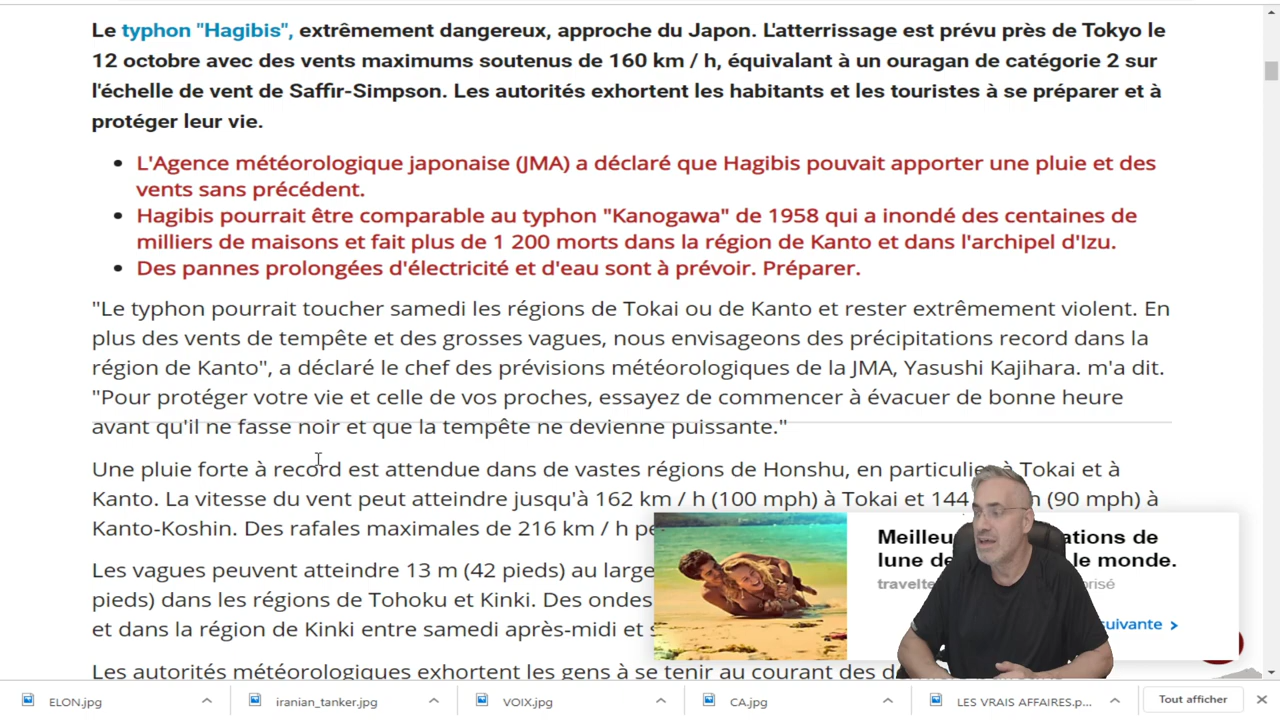 Le typhon "Hagibis", extrêmement dangereux, approche du Japon. L'atterrissage est prévu près de Tokyo le
12 octobre avec des vents maximums soutenus de 160 km / h, équivalant à un ouragan de catégorie 2 sur
l'échelle de vent de Saffir-Simpson. Les autorités exhortent les habitants et les touristes à se préparer et à
protéger leur vie.
• L'Agence météorologique japonaise (JMA) a déclaré que Hagibis pouvait apporter une pluie et des
vents sans précédent.
• Hagibis pourrait être comparable au typhon "Kanogawa" de 1958 qui a inondé des centaines de
milliers de maisons et fait plus de 1 200 morts dans la région de Kanto et dans l'archipel d'Izu.
• Des pannes prolongées d'électricité et d'eau sont à prévoir. Préparer.
"Le typhon pourrait toucher samedi les régions de Tokai ou de Kanto et rester extrêmement violent. En
plus des vents de tempête et des grosses vagues, nous envisageons des précipitations record dans la
région de Kanto", a déclaré le chef des prévisions météorologiques de la JMA, Yasushi Kajihara. m'a dit.
"Pour protéger votre vie et celle de vos proches, essayez de commencer à évacuer de bonne heure
avant qu'il ne fasse noir et que la tempête ne devienne puissante."
Une pluie forte à record est attendue dans de vastes régions de Honshu, en particulie à Tokai et à
Kanto. La vitesse du vent peut atteindre jusqu'à 162 km / h (100 mph) à Tokai et 144 (90 mph) à
Kanto-Koshin. Des rafales maximales de 216 km / h
Les vagues peuvent atteindre 13 m (42 pieds) au large
pieds) dans les régions de Tohoku et Kinki. Des ondes
et dans la région de Kinki entre samedi après-midi et
Les autorités météorologiques exhortent les gens à se tenir au courant des
Meilleu ations de
lune de le monde.
travelte risé
suivante >
ELON.jpg
iranian_tanker.jpg
VOIX.jpg
CA.jpg
LES VRAIS AFFAIRES.p...
Tout afficher